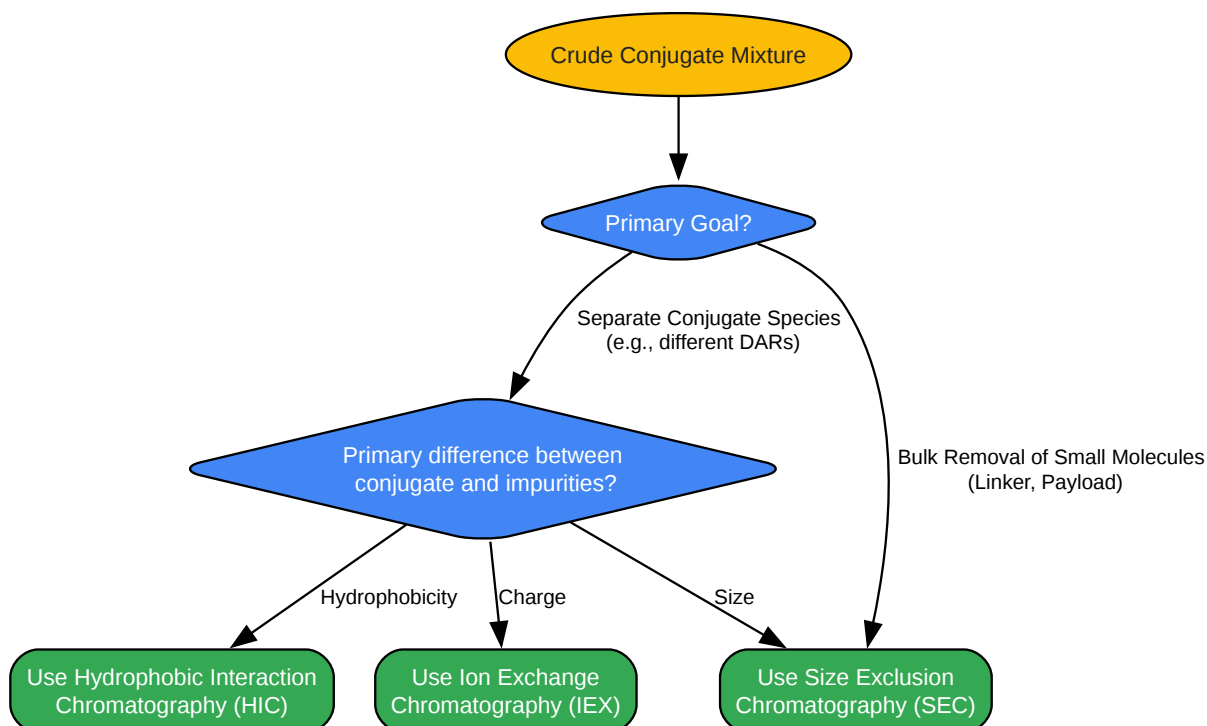 Crude Conjugate Mixture
Primary Goal?
Separate Conjugate Species
(e.g., different DARs)
Bulk Removal of Small Molecules
(Linker, Payload)
Primary difference between
conjugate and impurities?
Hydrophobicity
Charge
Size
Use Hydrophobic Interaction
Chromatography (HIC)
Use Ion Exchange
Chromatography (IEX)
Use Size Exclusion
Chromatography (SEC)